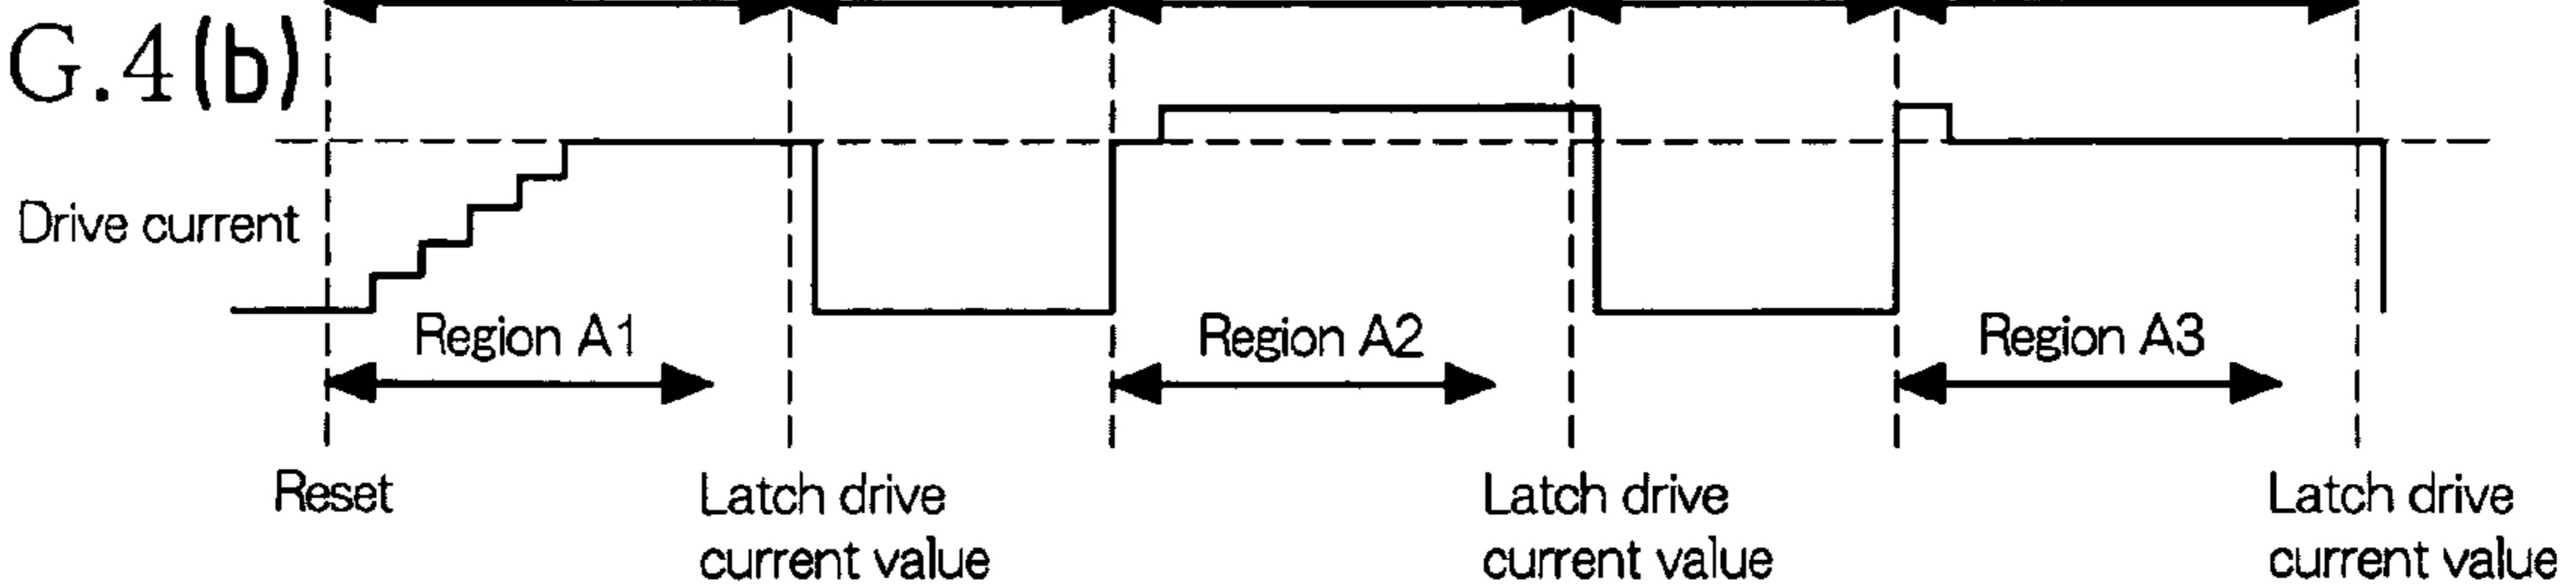 G.4(b)
Drive current
Region A1
Region A2
Region A3
Reset
Latch drive
current value
Latch drive
current value
Latch drive
current value